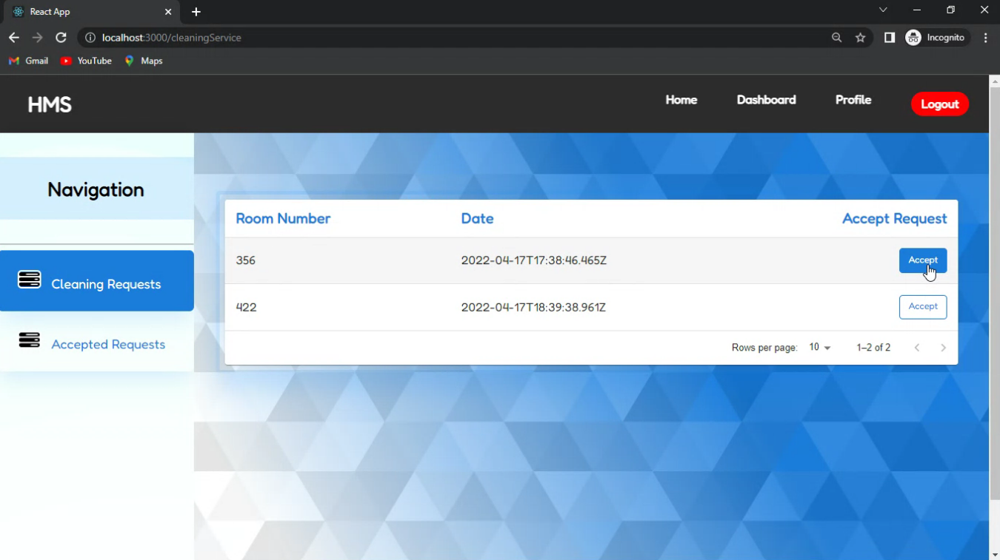 React App
localhost:3000/cleaningService
Incognito
Gmail YouTube Maps
HMS Home Dashboard Profile Logout
Navigation
Cleaning Requests
Accepted Requests
Room Number Date Accept Request
356 2022-04-17T17:38:46.465Z Accept
422 2022-04-17T18:39:38.961Z Accept
Rows per page: 10 1–2 of 2